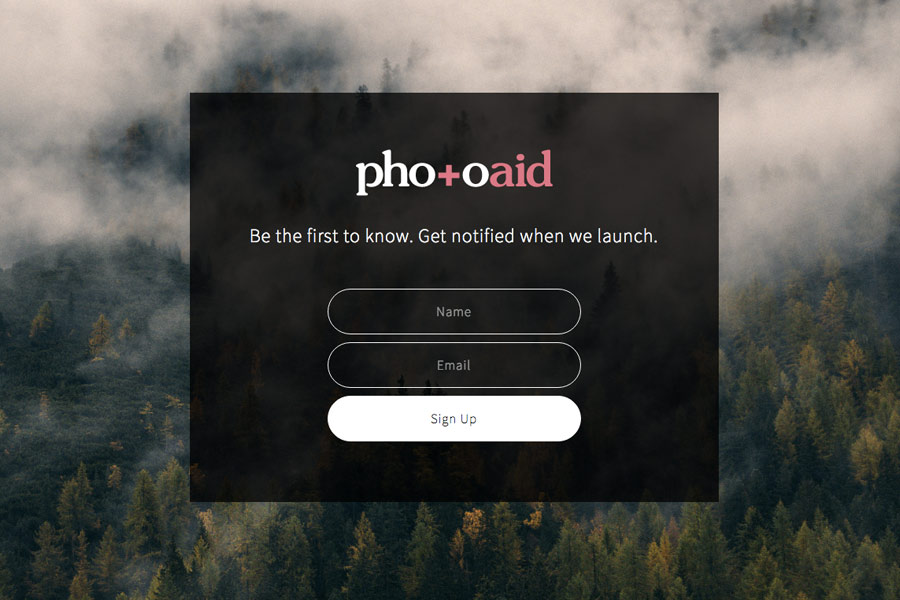 pho+oaid
Be the first to know. Get notified when we launch.
Name
Email
Sign Up